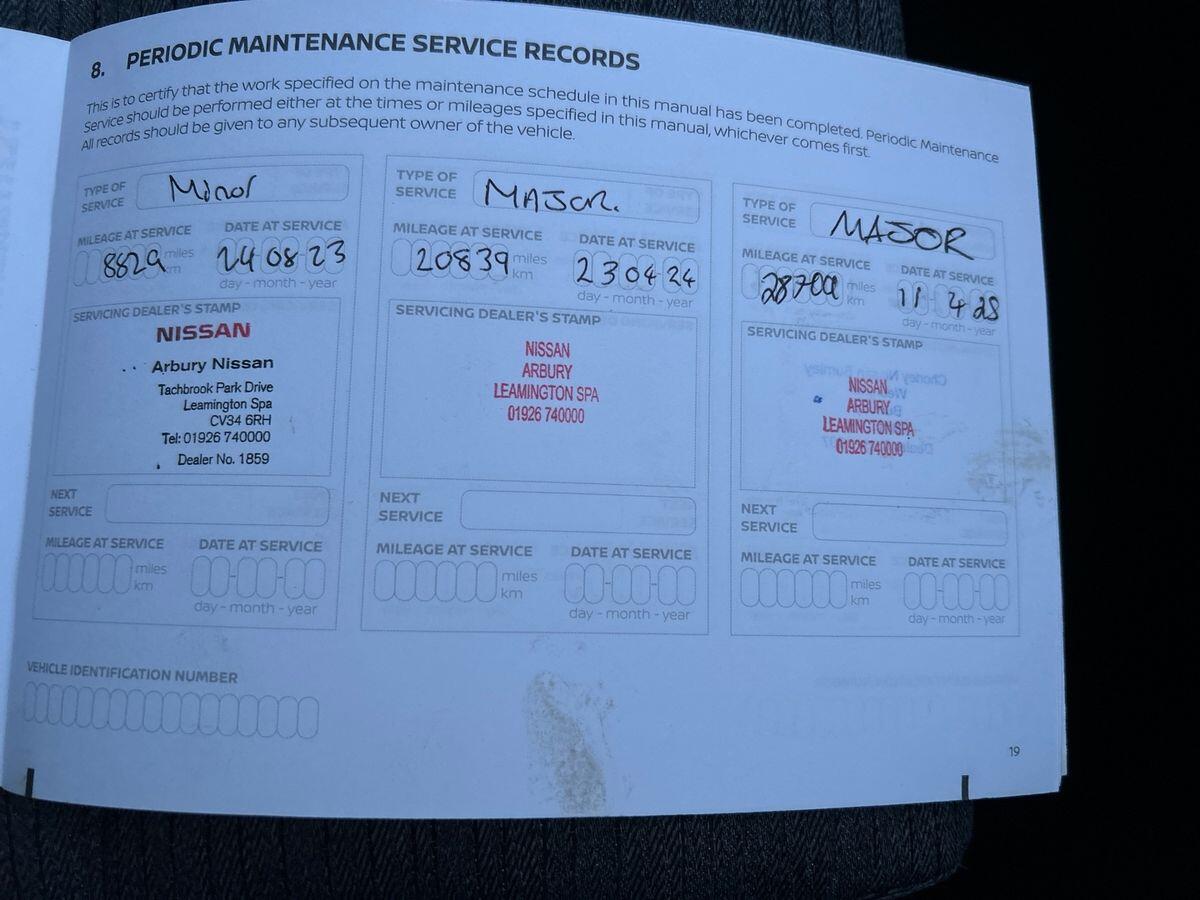 8. PERIODIC MAINTENANCE SERVICE RECORDS
This is to certify that the work specified on the maintenance schedule in this manual has been completed. Periodic Maintenance
Service should be performed either at the times or mileages specified in this manual, whichever comes first.
All records should be given to any subsequent owner of the vehicle.
TYPE OF
SERVICE
Minor
MILEAGE AT SERVICE
DATE AT SERVICE
8829
miles
km
24 08 23
day - month - year
SERVICING DEALER'S STAMP
NISSAN
Arbury Nissan
Tachbrook Park Drive
Leamington Spa
CV34 6RH
Tel: 01926 740000
Dealer No. 1859
NEXT
SERVICE
MILEAGE AT SERVICE
DATE AT SERVICE
miles
km
day - month - year
TYPE OF
SERVICE
MAJOR.
MILEAGE AT SERVICE
DATE AT SERVICE
20839
miles
km
23 04 24
day - month - year
SERVICING DEALER'S STAMP
NISSAN
ARBURY
LEAMINGTON SPA
01926 740000
NEXT
SERVICE
MILEAGE AT SERVICE
DATE AT SERVICE
miles
km
day - month - year
TYPE OF
SERVICE
MAJOR
MILEAGE AT SERVICE
DATE AT SERVICE
miles
km
11 4
day - month - year
SERVICING DEALER'S STAMP
NISSAN
ARBURY
LEAMINGTON SPA
01926 740000
NEXT
SERVICE
MILEAGE AT SERVICE
DATE AT SERVICE
miles
km
day - month - year
VEHICLE IDENTIFICATION NUMBER
19